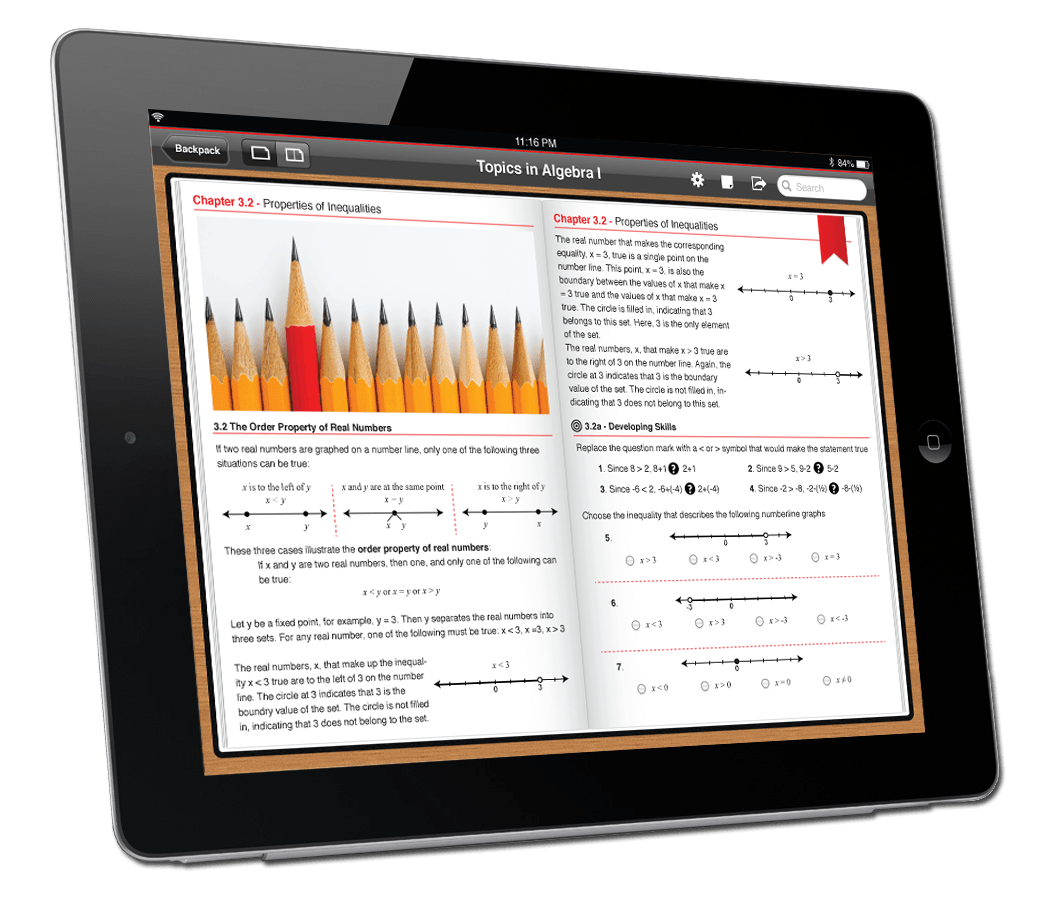 11:16 PM
84%
Backpack
Topics in Algebra I
Search
Chapter 3.2 - Properties of Inequalities
3.2 The Order Property of Real Numbers
If two real numbers are graphed on a number line, only one of the following three
situations can be true:
x is to the left of y
x < y
x y
x and y are at the same point
x = y
x y
x is to the right of y
x > y
y x
These three cases illustrate the order property of real numbers:
If x and y are two real numbers, then one, and only one of the following can
be true:
x < y or x = y or x > y
Let y be a fixed point, for example, y = 3. Then y separates the real numbers into
three sets. For any real number, one of the following must be true: x < 3, x =3, x > 3
The real numbers, x, that make up the inequal-
ity x < 3 true are to the left of 3 on the number
line. The circle at 3 indicates that 3 is the
boundry value of the set. The circle is not filled
in, indicating that 3 does not belong to the set.
x < 3
0 3
Chapter 3.2 - Properties of Inequalities
The real number that makes the corresponding
equality, x = 3, true is a single point on the
number line. This point, x = 3, is also the
boundary between the values of x that make x
= 3 true and the values of x that make x = 3
true. The circle is filled in, indicating that 3
belongs to this set. Here, 3 is the only element
of the set.
x = 3
0 3
The real numbers, x, that make x > 3 true are
to the right of 3 on the number line. Again, the
circle at 3 indicates that 3 is the boundary
value of the set. The circle is not filled in, in-
dicating that 3 does not belong to this set.
x > 3
0 3
3.2a - Developing Skills
Replace the question mark with a < or > symbol that would make the statement true
1. Since 8 > 2, 8+1 ? 2+1
2. Since 9 > 5, 9-2 ? 5-2
3. Since -6 < 2, -6+(-4) ? 2+(-4)
4. Since -2 > -8, -2-(½) ? -8-(½)
Choose the inequality that describes the following numberline graphs
5.
3
x > 3 x < 3 x > -3 x = 3
6.
-3 0
x < 3 x > 3 x > -3 x < -3
7.
0
x < 0 x > 0 x = 0 x ≠ 0